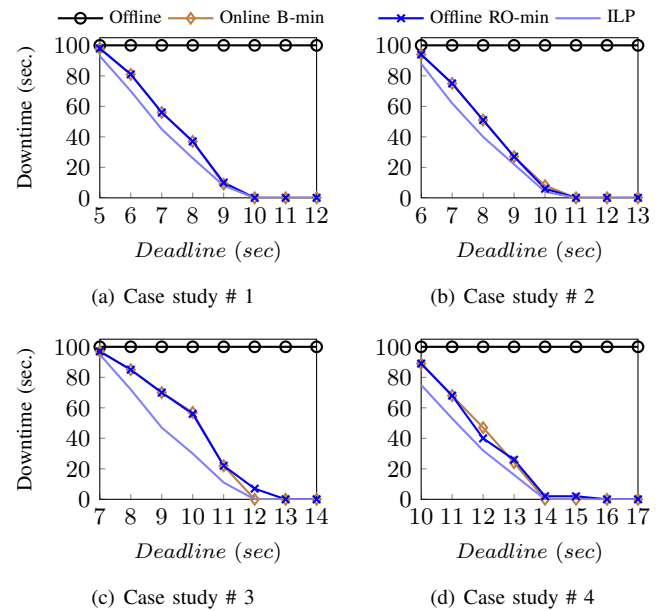 Offline Online B-min Offline RO-min ILP
100
80
60
40
20
0
Downtime (sec.)
5 6 7 8 9 10 11 12
Deadline (sec)
(a) Case study # 1
100
80
60
40
20
0
6 7 8 9 10 11 12 13
Deadline (sec)
(b) Case study # 2
100
80
60
40
20
0
Downtime (sec.)
7 8 9 10 11 12 13 14
Deadline (sec)
(c) Case study # 3
100
80
60
40
20
0
10 11 12 13 14 15 16 17
Deadline (sec)
(d) Case study # 4